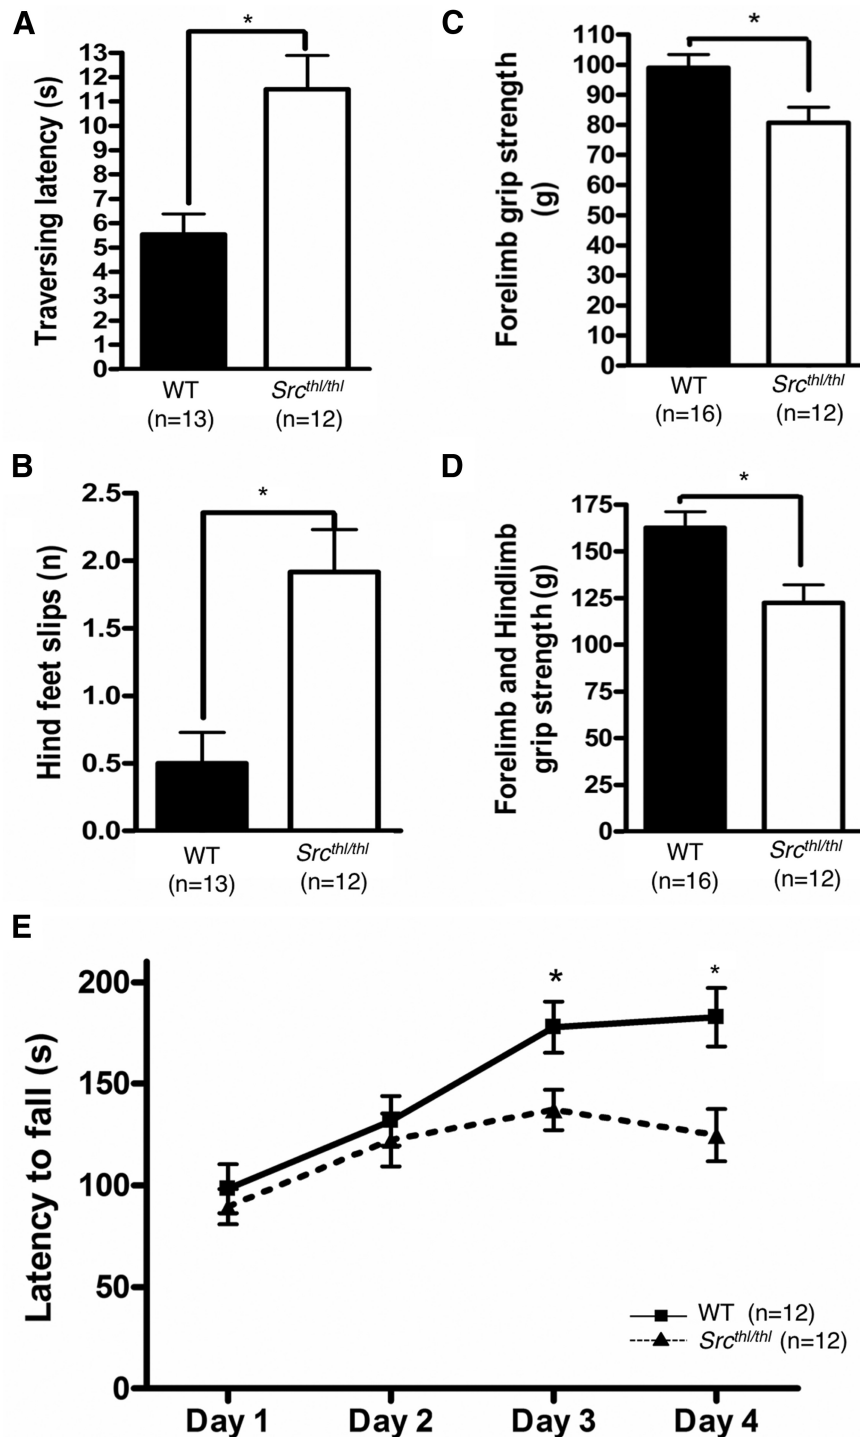 A
*
Traversing latency (s)
13
12
11
10
9
8
7
6
5
4
3
2
1
0
WT
(n=13)
Src^thl/thl
(n=12)
C
*
Forelimb grip strength
(g)
110
100
90
80
70
60
50
40
30
20
10
0
WT
(n=16)
Src^thl/thl
(n=12)
B
*
Hind feet slips (n)
2.5
2.0
1.5
1.0
0.5
0.0
WT
(n=13)
Src^thl/thl
(n=12)
D
*
Forelimb and Hindlimb
grip strength (g)
175
150
125
100
75
50
25
0
WT
(n=16)
Src^thl/thl
(n=12)
E
* *
Latency to fall (s)
200
150
100
50
0
WT (n=12)
Src^thl/thl (n=12)
Day 1 Day 2 Day 3 Day 4